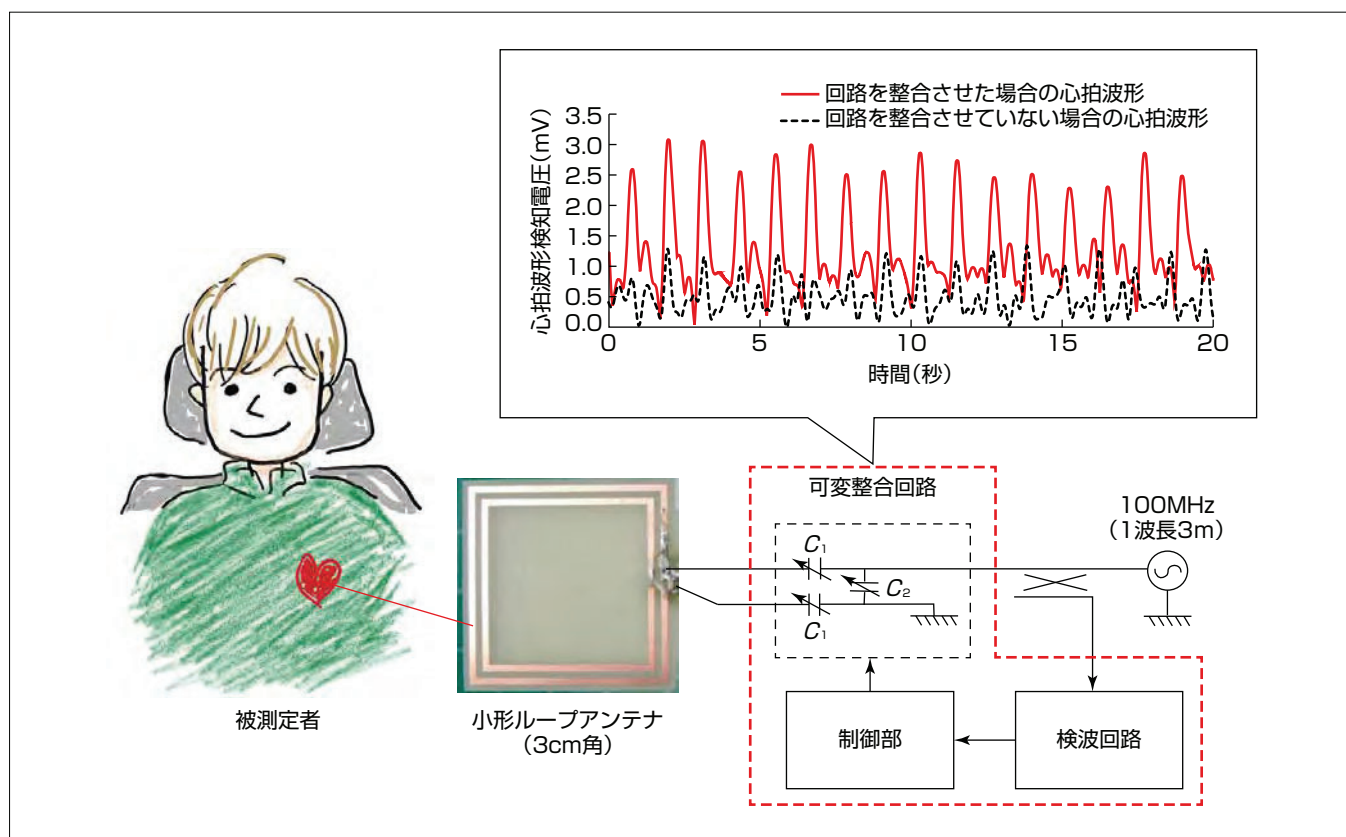 回路を整合させた場合の心拍波形
回路を整合させていない場合の心拍波形
心拍波形検知電圧(mV)
3.5
3.0
2.5
2.0
1.5
1.0
0.5
0.0
0
5
10
15
20
時間(秒)
可変整合回路
100MHz
(1波長3m)
C1
C2
C1
被測定者
小形ループアンテナ
(3cm角)
制御部
検波回路